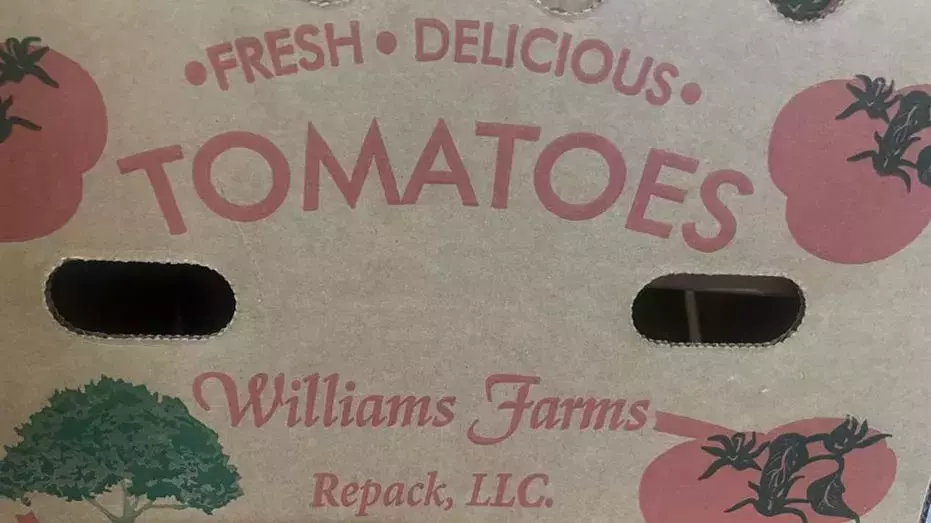 •FRESH • DELICIOUS•
TOMATOES
Williams Farms
Repack, LLC.